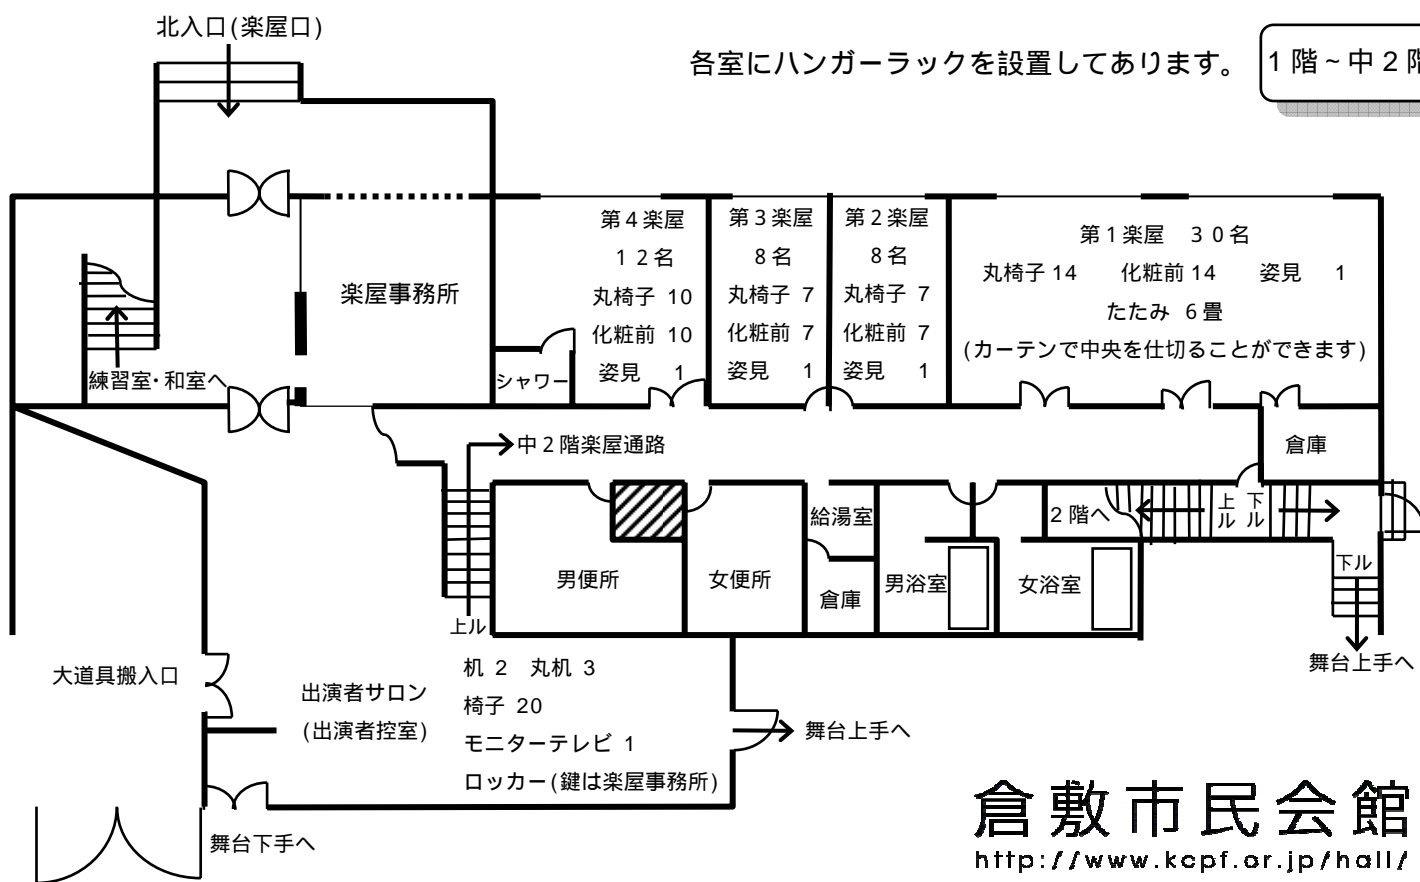 北入口(楽屋口)
各室にハンガーラックを設置してあります。
1階~中2階
第4楽屋
12名
丸椅子 10
化粧前 10
姿見 1
第3楽屋
8名
丸椅子 7
化粧前 7
姿見 1
第2楽屋
8名
丸椅子 7
化粧前 7
姿見 1
第1楽屋 30名
丸椅子 14 化粧前 14 姿見 1
たたみ 6畳
(カーテンで中央を仕切ることができます)
楽屋事務所
練習室・和室へ
シャワー
中2階楽屋通路
倉庫
給湯室
2階へ
上ル
下ル
男便所
女便所
倉庫
男浴室
女浴室
下ル
上ル
舞台上手へ
大道具搬入口
出演者サロン
(出演者控室)
机 2 丸机 3
椅子 20
モニターテレビ 1
ロッカー(鍵は楽屋事務所)
舞台上手へ
舞台下手へ
倉敷市民会館
http://www.kcpf.or.jp/hall/